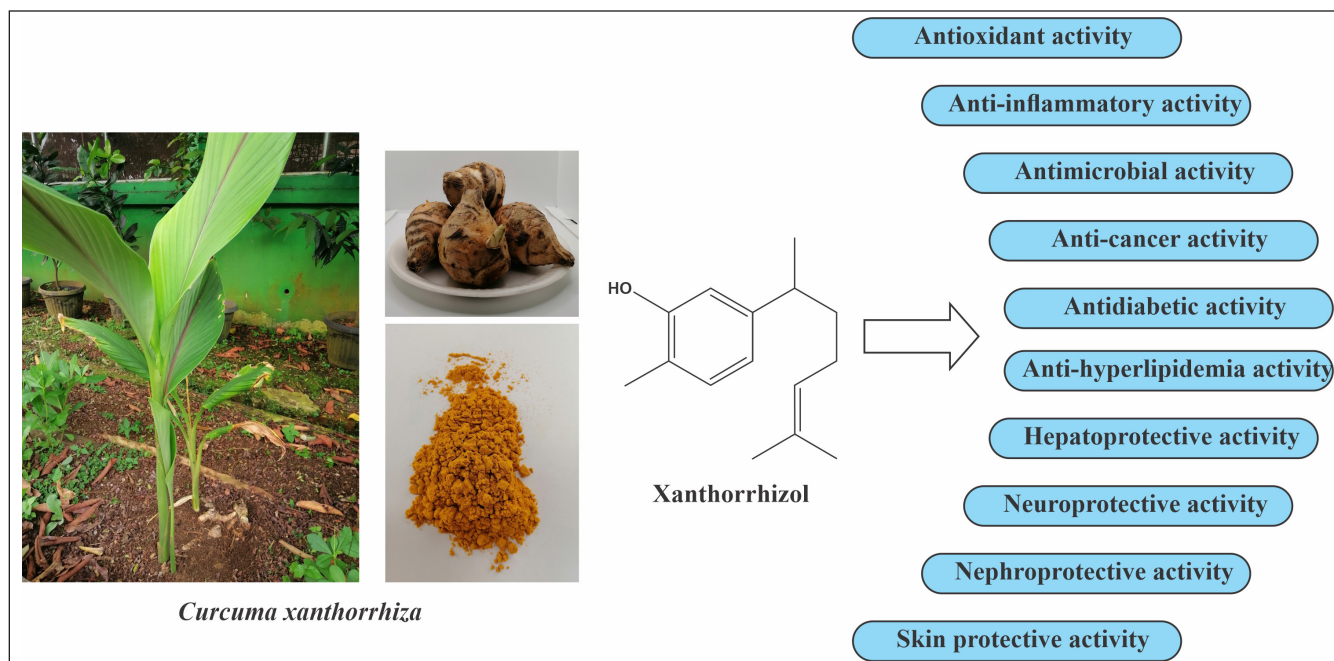 Curcuma xanthorrhiza
HO
Xanthorrhizol
Antioxidant activity
Anti-inflammatory activity
Antimicrobial activity
Anti-cancer activity
Antidiabetic activity
Anti-hyperlipidemia activity
Hepatoprotective activity
Neuroprotective activity
Nephroprotective activity
Skin protective activity